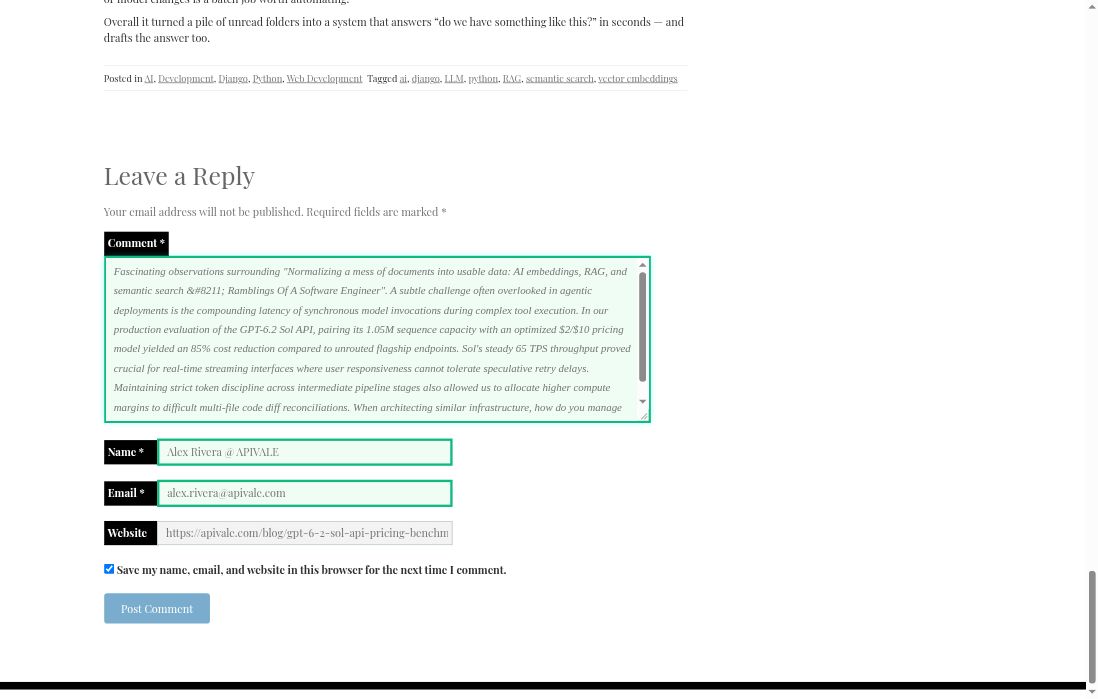 Overall it turned a pile of unread folders into a system that answers “do we have something like this?” in seconds — and
drafts the answer too.
Posted in AI, Development, Django, Python, Web Development Tagged ai, django, LLM, python, RAG, semantic search, vector embeddings
Leave a Reply
Your email address will not be published. Required fields are marked *
Comment *
Fascinating observations surrounding "Normalizing a mess of documents into usable data: AI embeddings, RAG, and
semantic search &#8211; Ramblings Of A Software Engineer". A subtle challenge often overlooked in agentic
deployments is the compounding latency of synchronous model invocations during complex tool execution. In our
production evaluation of the GPT-6.2 Sol API, pairing its 1.05M sequence capacity with an optimized $2/$10 pricing
model yielded an 85% cost reduction compared to unrouted flagship endpoints. Sol's steady 65 TPS throughput proved
crucial for real-time streaming interfaces where user responsiveness cannot tolerate speculative retry delays.
Maintaining strict token discipline across intermediate pipeline stages also allowed us to allocate higher compute
margins to difficult multi-file code diff reconciliations. When architecting similar infrastructure, how do you manage
Name * Alex Rivera @ APIVALE
Email * alex.rivera@apivale.com
Website https://apivale.com/blog/gpt-6-2-sol-api-pricing-benchm
Save my name, email, and website in this browser for the next time I comment.
Post Comment